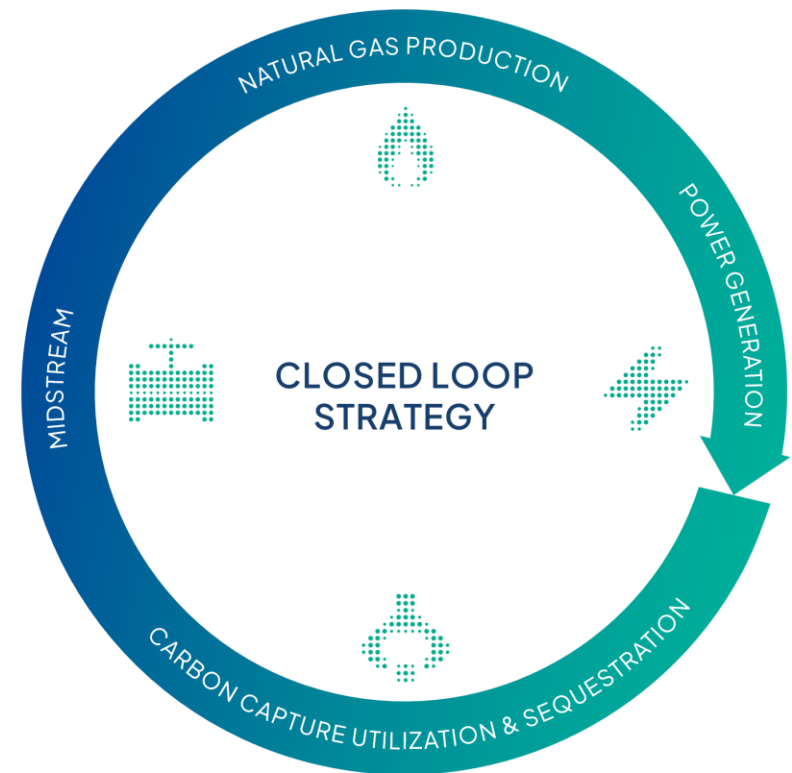 NATURAL GAS PRODUCTION
POWER GENERATION
MIDSTREAM
CLOSED LOOP
STRATEGY
CARBON CAPTURE UTILIZATION & SEQUESTRATION